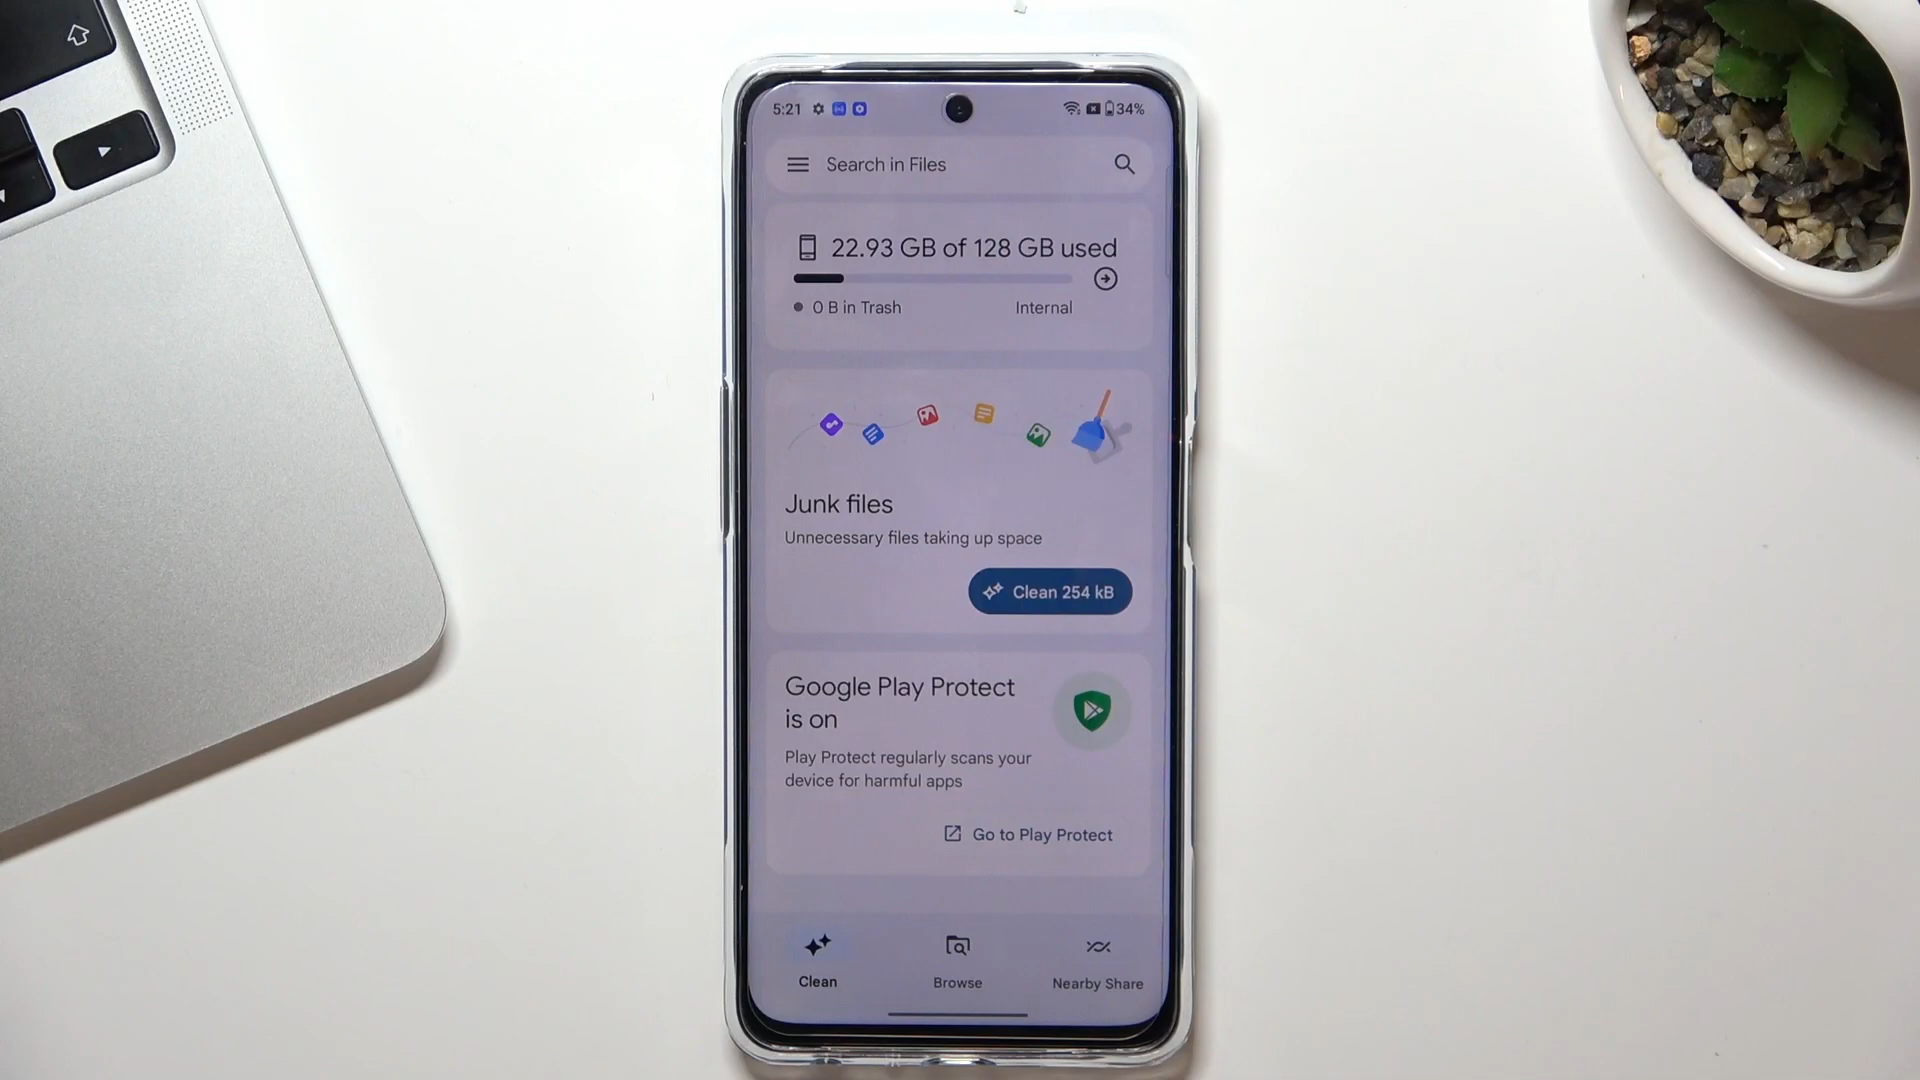 5:21
34%
Search in Files
22.93 GB of 128 GB used
0 B in Trash
Internal
Junk files
Unnecessary files taking up space
Clean 254 kB
Google Play Protect
is on
Play Protect regularly scans your
device for harmful apps
Go to Play Protect
Clean
Browse
Nearby Share